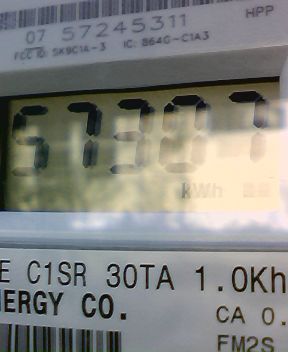 HPP
07 57245311
FCC ID: SK9C1A-3 IC: 864G-C1A3
57307
kWh
E C1SR 30TA 1.0Kh
ERGY CO.
CA 0.
FM2S